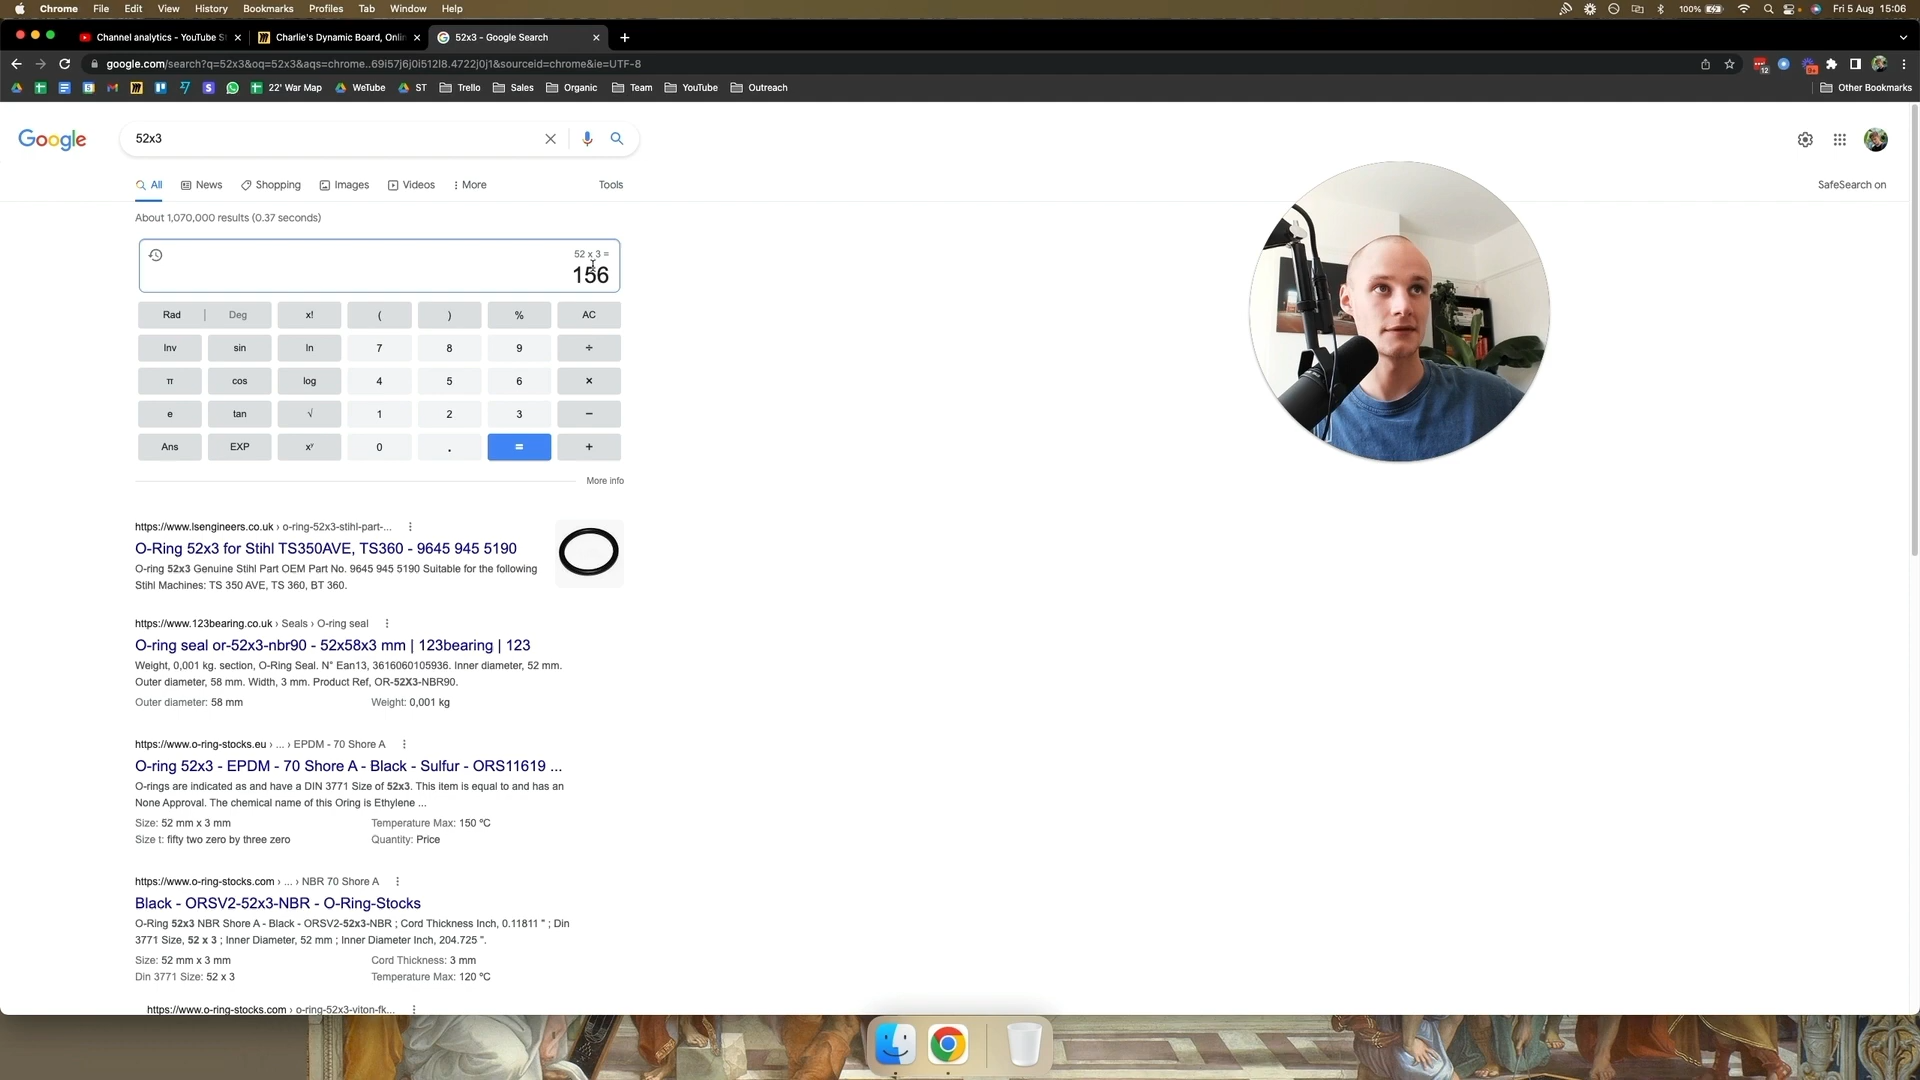 Chrome File Edit View History Bookmarks Profiles Tab Window Help 100% Fri 5 Aug 15:06
Channel analytics - YouTube St Charlie's Dynamic Board, Onlin 52x3 - Google Search
google.com/search?q=52x3&oq=52x3&aqs=chrome..69i57j6j0i512l8.4722j0j1&sourceid=chrome&ie=UTF-8
22' War Map WeTube ST Trello Sales Organic Team YouTube Outreach Other Bookmarks
Google 52x3
All News Shopping Images Videos More Tools SafeSearch on
About 1,070,000 results (0.37 seconds)
52 x 3 =
156
Rad | Deg x! ( ) % AC
Inv sin ln 7 8 9 ÷
π cos log 4 5 6 ×
e tan √ 1 2 3 −
Ans EXP xʸ 0 . = +
More info
https://www.lsengineers.co.uk › o-ring-52x3-stihl-part-...
O-Ring 52x3 for Stihl TS350AVE, TS360 - 9645 945 5190
O-ring 52x3 Genuine Stihl Part OEM Part No. 9645 945 5190 Suitable for the following
Stihl Machines: TS 350 AVE, TS 360, BT 360.
https://www.123bearing.co.uk › Seals › O-ring seal
O-ring seal or-52x3-nbr90 - 52x58x3 mm | 123bearing | 123
Weight, 0,001 kg. section, O-Ring Seal. N° Ean13, 3616060105936. Inner diameter, 52 mm.
Outer diameter, 58 mm. Width, 3 mm. Product Ref, OR-52X3-NBR90.
Outer diameter: 58 mm Weight: 0,001 kg
https://www.o-ring-stocks.eu › ... › EPDM - 70 Shore A
O-ring 52x3 - EPDM - 70 Shore A - Black - Sulfur - ORS11619 ...
O-rings are indicated as and have a DIN 3771 Size of 52x3. This item is equal to and has an
None Approval. The chemical name of this Oring is Ethylene ...
Size: 52 mm x 3 mm Temperature Max: 150 ºC
Size t: fifty two zero by three zero Quantity: Price
https://www.o-ring-stocks.com › ... › NBR 70 Shore A
Black - ORSV2-52x3-NBR - O-Ring-Stocks
O-Ring 52x3 NBR Shore A - Black - ORSV2-52x3-NBR ; Cord Thickness Inch, 0.11811 " ; Din
3771 Size, 52 x 3 ; Inner Diameter, 52 mm ; Inner Diameter Inch, 204.725 ".
Size: 52 mm x 3 mm Cord Thickness: 3 mm
Din 3771 Size: 52 x 3 Temperature Max: 120 ºC
https://www.o-ring-stocks.com › o-ring-52x3-viton-fk...